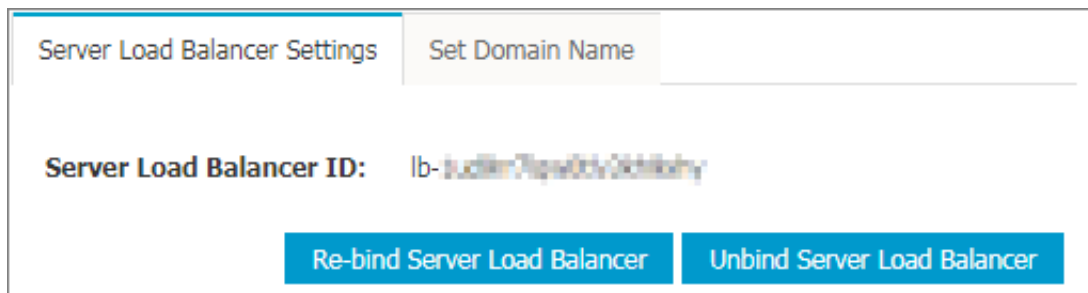 Server Load Balancer Settings Set Domain Name
Server Load Balancer ID: lb-
Re-bind Server Load Balancer Unbind Server Load Balancer